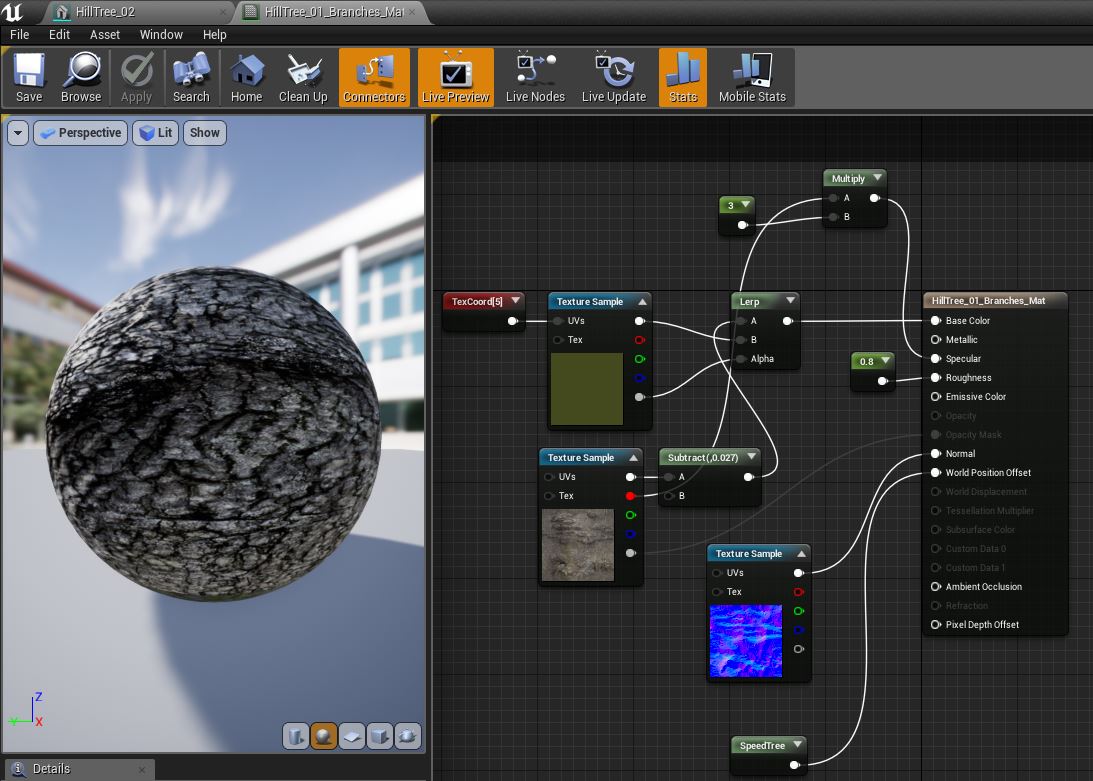 HillTree_02
HillTree_01_Branches_Mat
File Edit Asset Window Help
Save Browse Apply Search Home Clean Up Connectors Live Preview Live Nodes Live Update Stats Mobile Stats
Perspective Lit Show
Multiply
A
B
3
TexCoord[5]
Texture Sample
UVs
Tex
Lerp
A
B
Alpha
0.8
HillTree_01_Branches_Mat
Base Color
Metallic
Specular
Roughness
Emissive Color
Opacity
Opacity Mask
Normal
World Position Offset
World Displacement
Tessellation Multiplier
Subsurface Color
Custom Data 0
Custom Data 1
Ambient Occlusion
Refraction
Pixel Depth Offset
Texture Sample
UVs
Tex
Subtract(,0.027)
A
B
Texture Sample
UVs
Tex
SpeedTree
Z
Y
X
Details